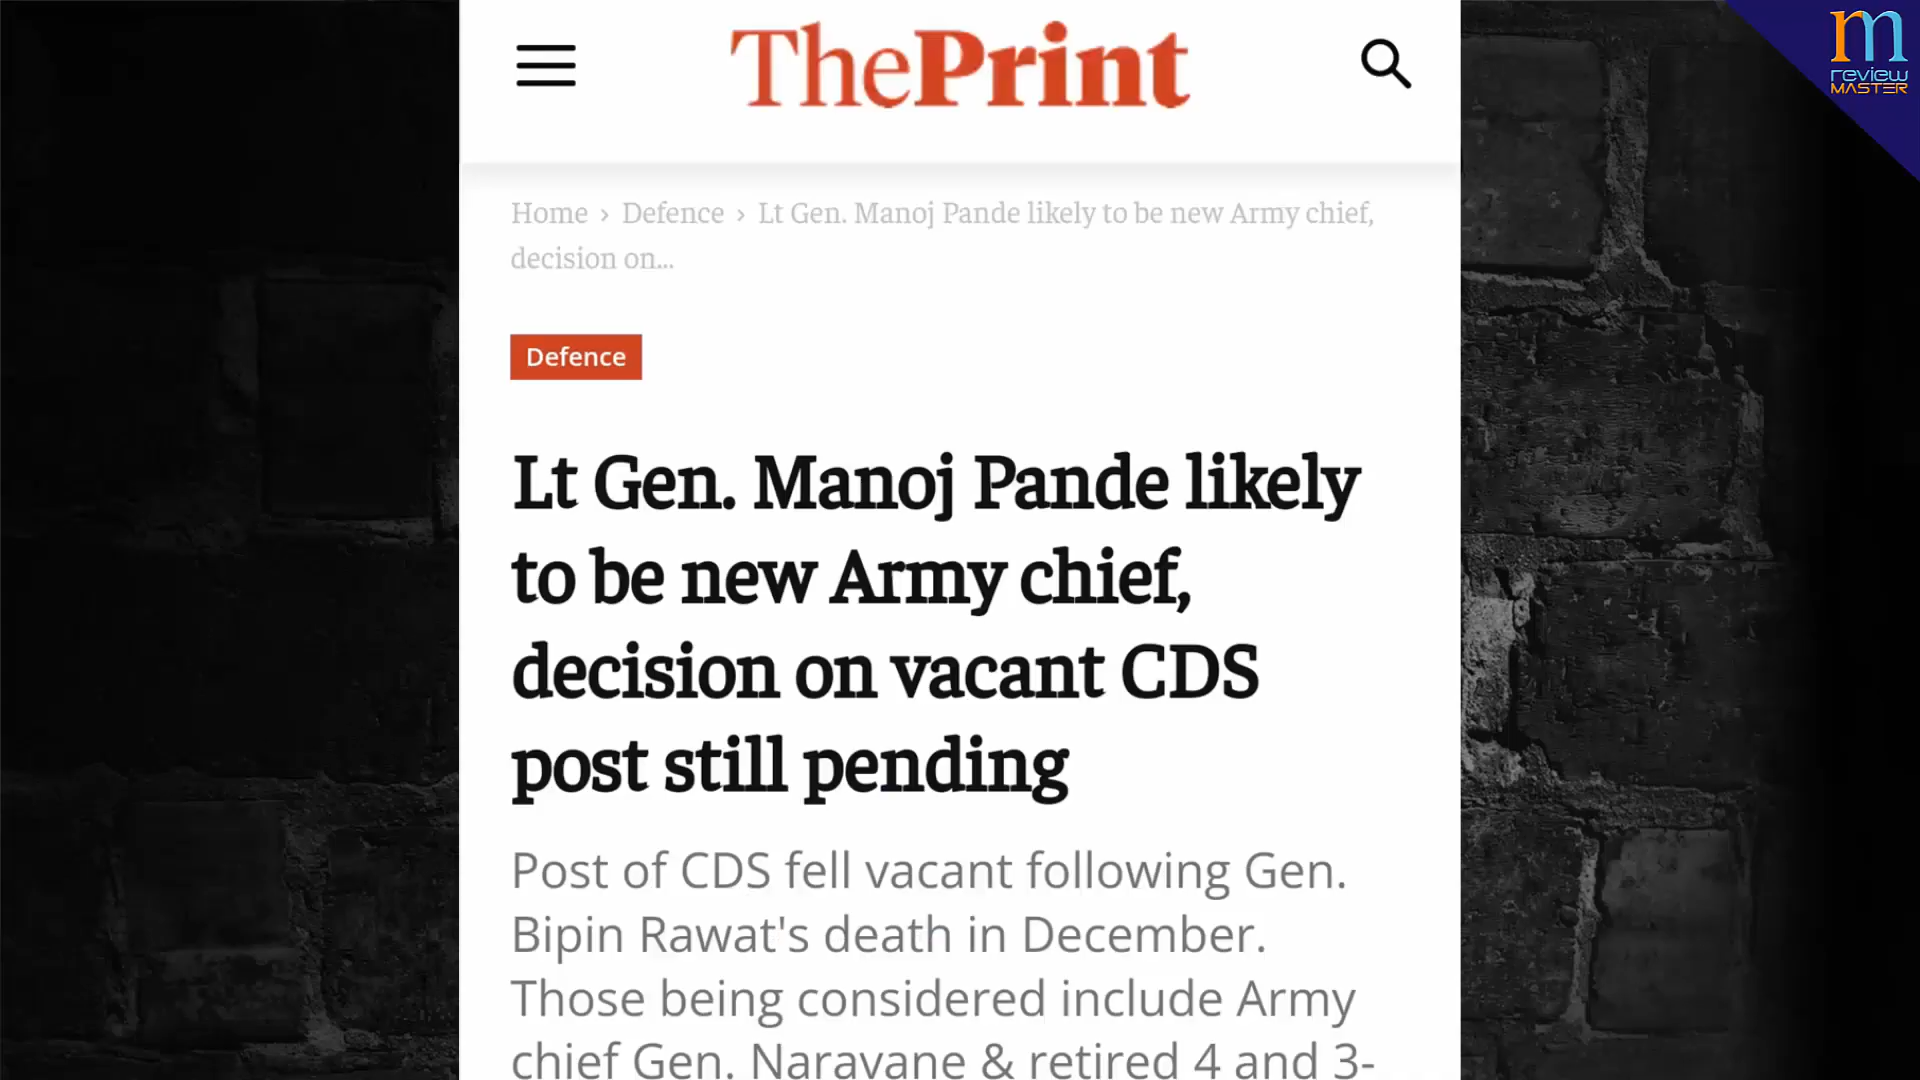 ThePrint
m
review
MASTER
Home › Defence › Lt Gen. Manoj Pande likely to be new Army chief,
decision on...
Defence
Lt Gen. Manoj Pande likely
to be new Army chief,
decision on vacant CDS
post still pending
Post of CDS fell vacant following Gen.
Bipin Rawat's death in December.
Those being considered include Army
chief Gen. Naravane & retired 4 and 3-